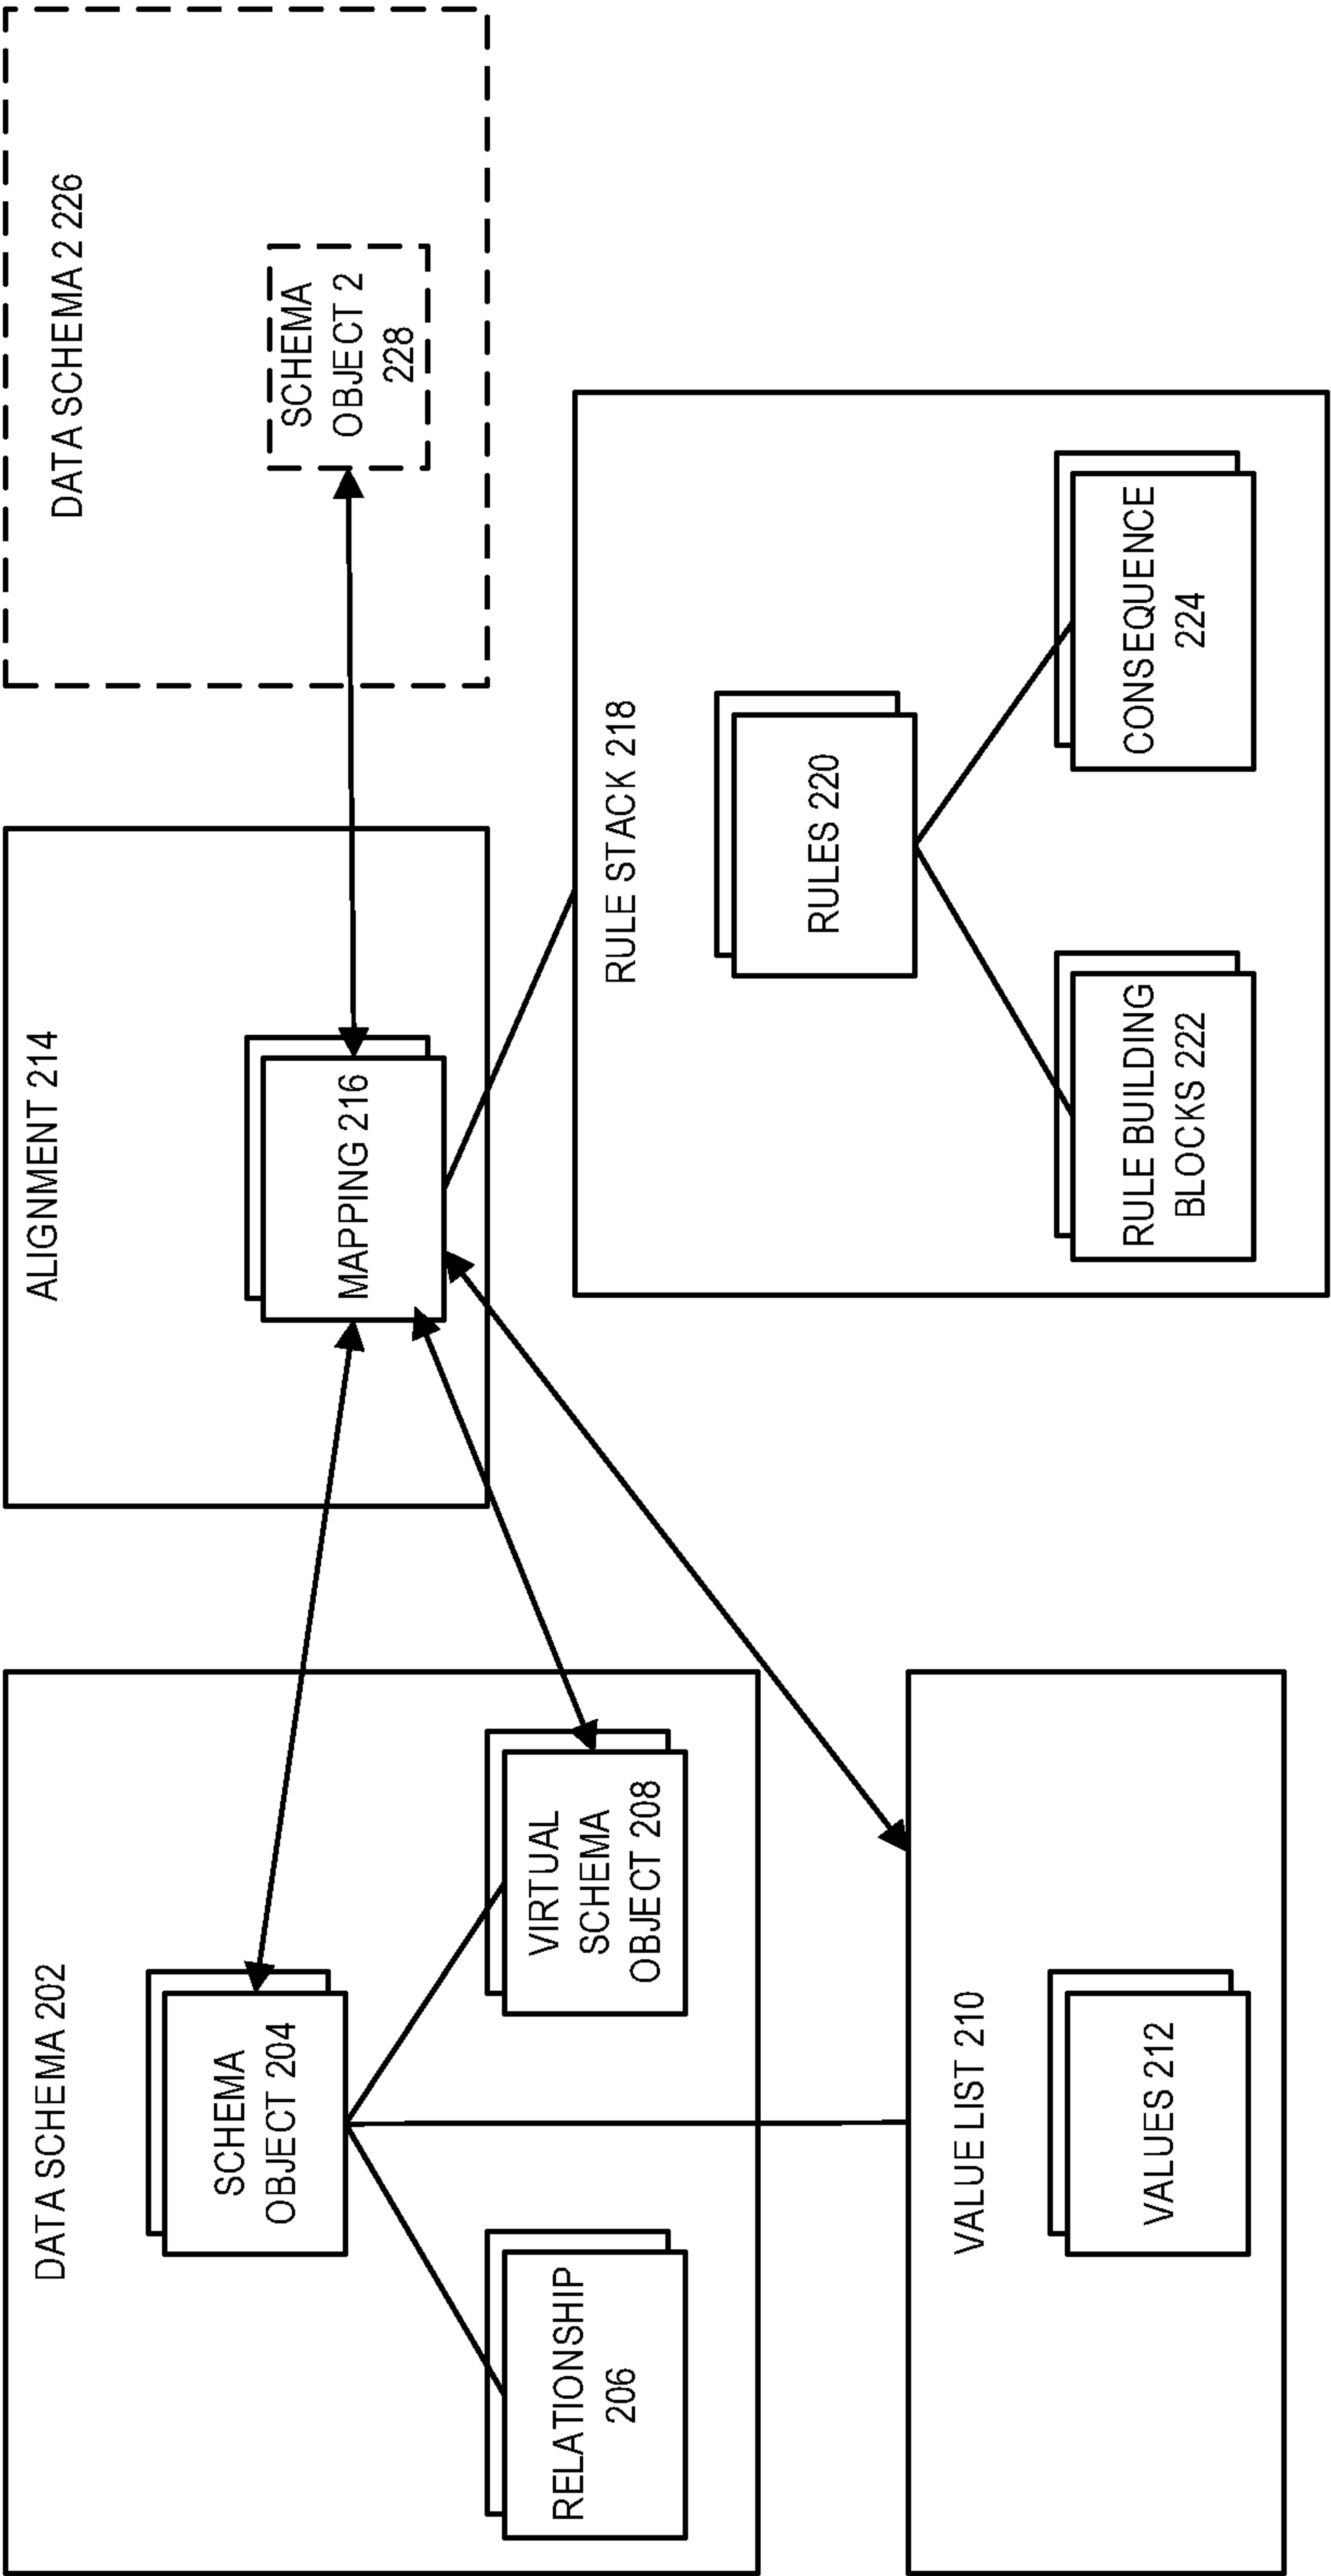 DATA SCHEMA 202
SCHEMA
OBJECT 204
RELATIONSHIP
206
VIRTUAL
SCHEMA
OBJECT 208
VALUE LIST 210
VALUES 212
ALIGNMENT 214
MAPPING 216
RULE STACK 218
RULES 220
RULE BUILDING
BLOCKS 222
CONSEQUENCE
224
DATA SCHEMA 2 226
SCHEMA
OBJECT 2
228